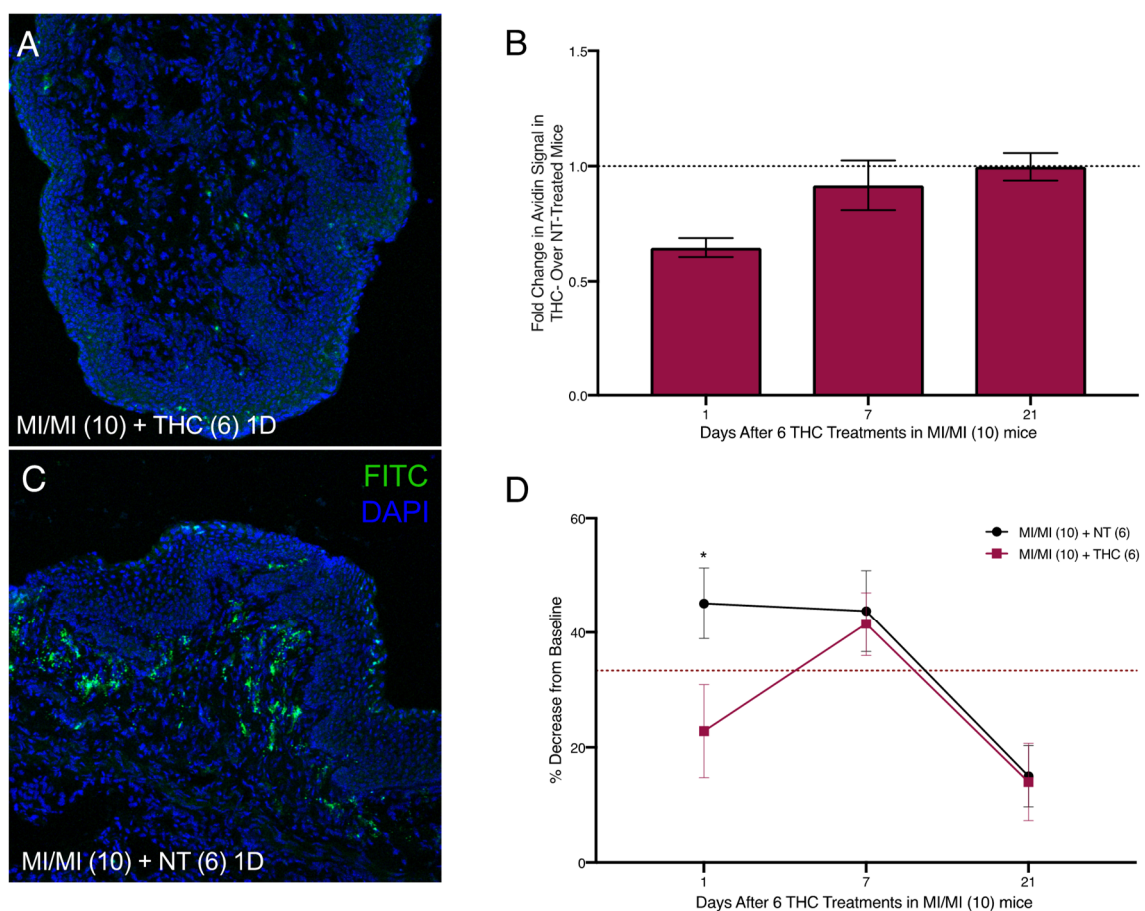 A
MI/MI (10) + THC (6) 1D
B
Fold Change in Avidin Signal in
THC- Over NT-Treated Mice
1.5
1.0
0.5
0.0
1
7
21
Days After 6 THC Treatments in MI/MI (10) mice
C
FITC
DAPI
MI/MI (10) + NT (6) 1D
D
% Decrease from Baseline
60
40
20
0
*
MI/MI (10) + NT (6)
MI/MI (10) + THC (6)
1
7
21
Days After 6 THC Treatments in MI/MI (10) mice